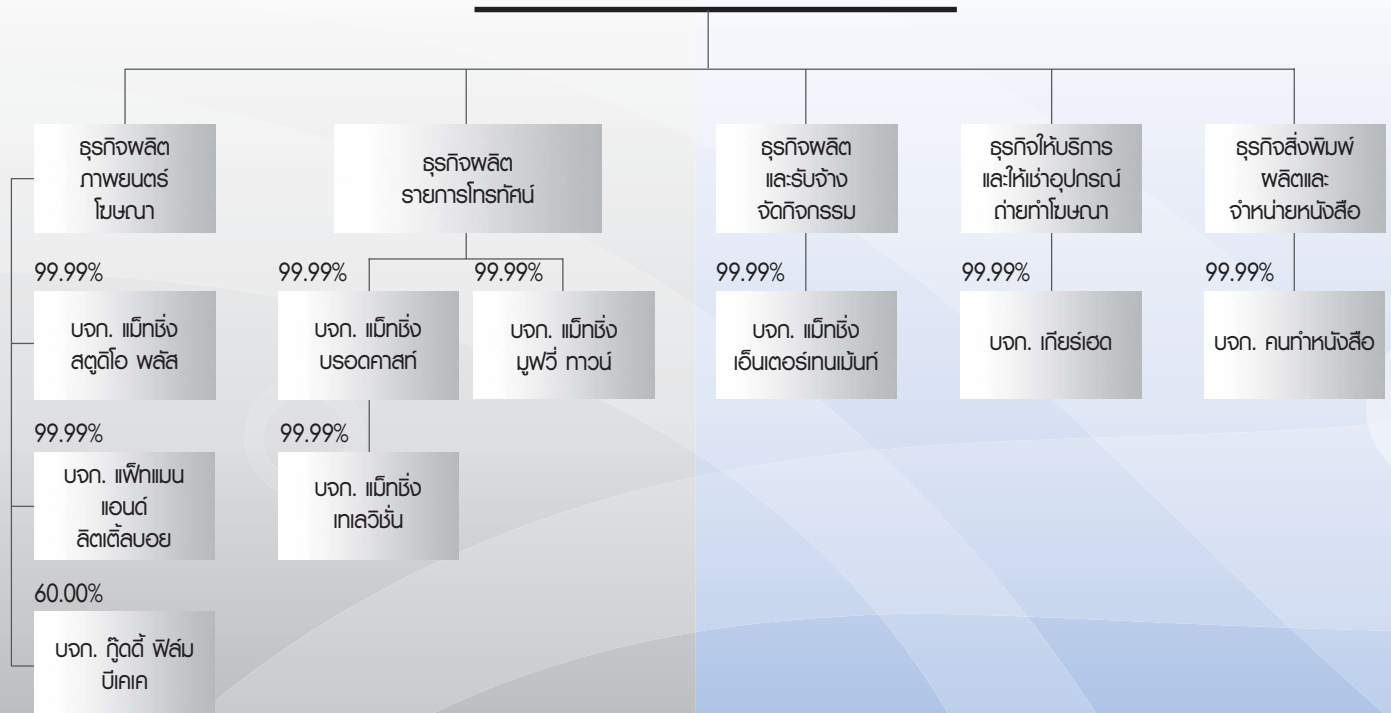 ธุรกิจผลิต
ภาพยนตร์
โฆษณา
ธุรกิจผลิต
รายการโทรทัศน์
ธุรกิจผลิต
และรับจ้าง
จัดกิจกรรม
ธุรกิจให้บริการ
และให้เช่าอุปกรณ์
ถ่ายทำโฆษณา
ธุรกิจสิ่งพิมพ์
ผลิตและ
จำหน่ายหนังสือ
99.99%
บจก. แม็ทชิ่ง
สตูดิโอ พลัส
99.99%
บจก. แม็ทชิ่ง
บรอดคาสท์
99.99%
บจก. แม็ทชิ่ง
มูฟวี่ ทาวน์
99.99%
บจก. แม็ทชิ่ง
เอ็นเตอร์เทนเม้นท์
99.99%
บจก. เกียร์เฮด
99.99%
บจก. คนทำหนังสือ
99.99%
บจก. แฟ็ทแมน
แอนด์
ลิตเติ้ลบอย
99.99%
บจก. แม็ทชิ่ง
เทเลวิชั่น
60.00%
บจก. กู๊ดดี้ ฟิล์ม
บีเคเค